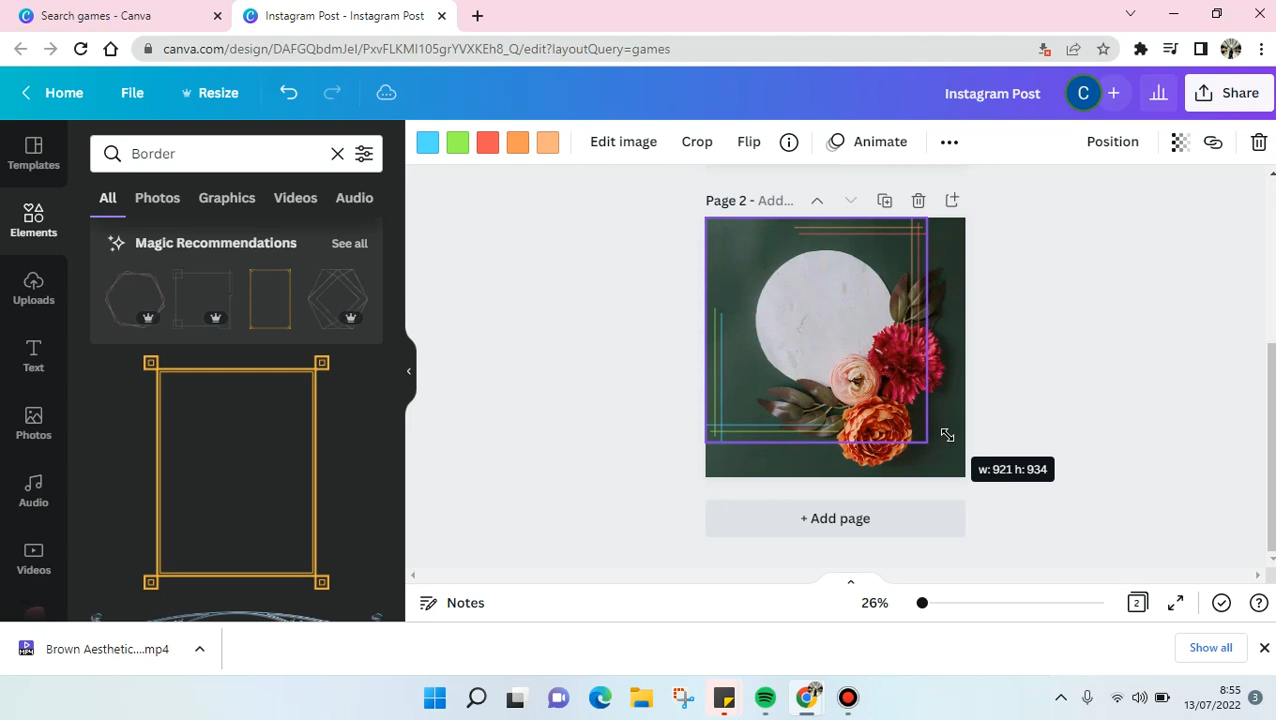 Search games - Canva
Instagram Post - Instagram Post
canva.com/design/DAFGQbdmJeI/PxvFLKMI105grYVXKEh8_Q/edit?layoutQuery=games
Home
File
Resize
Instagram Post
C
Share
Templates
Elements
Uploads
Text
Photos
Audio
Videos
Border
All
Photos
Graphics
Videos
Audio
Magic Recommendations
See all
Edit image
Crop
Flip
Animate
Position
Page 2 - Add...
w: 921 h: 934
+ Add page
Notes
26%
2
Brown Aesthetic....mp4
Show all
8:55
13/07/2022
3